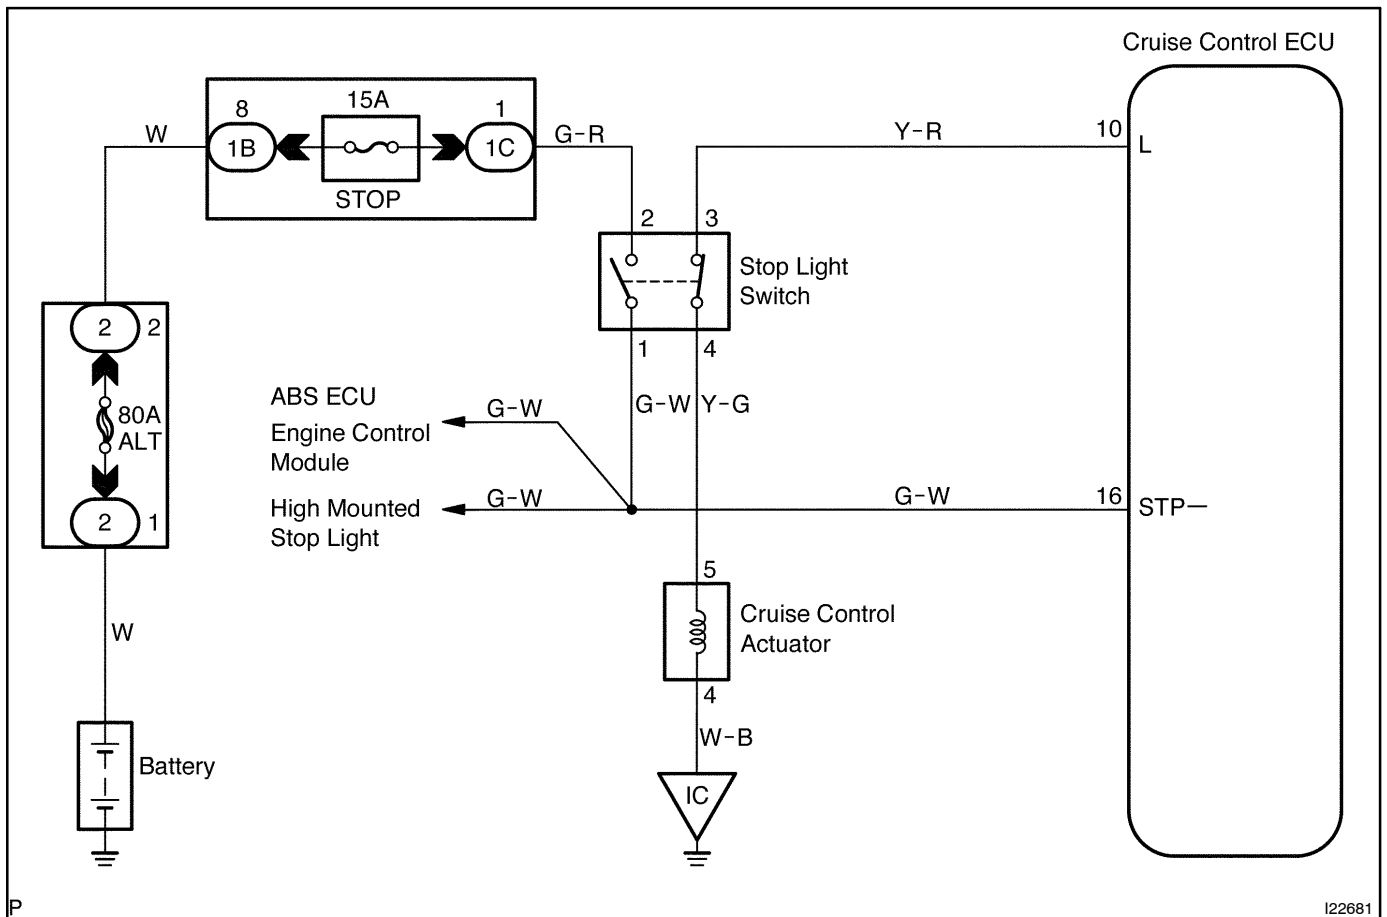 Cruise Control ECU
8
15A
1
W
1B
1C
G-R
STOP
Y-R
10
L
2
3
Stop Light
Switch
1
4
2
2
80A
ALT
2
1
ABS ECU
Engine Control
Module
G-W
G-W
Y-G
High Mounted
Stop Light
G-W
G-W
16
STP—
5
Cruise Control
Actuator
4
W
W-B
Battery
IC
P
I22681